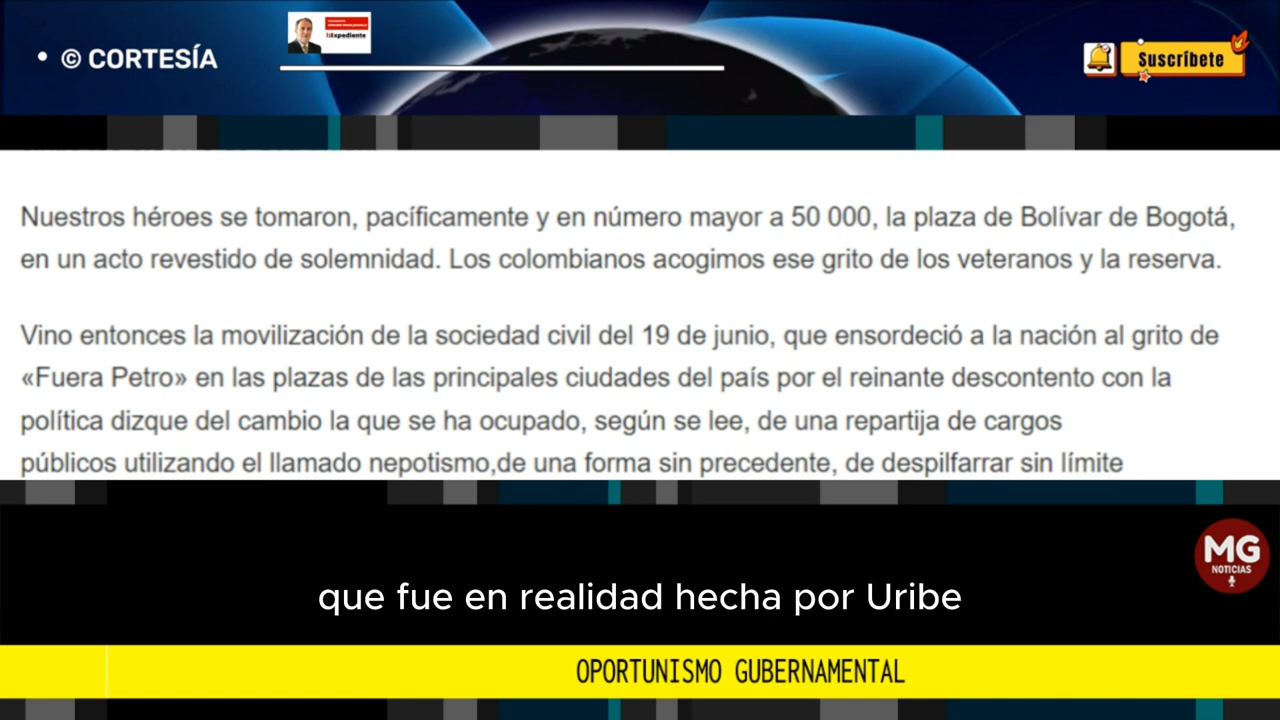 • © CORTESÍA
Expediente
Suscríbete
Nuestros héroes se tomaron, pacíficamente y en número mayor a 50 000, la plaza de Bolívar de Bogotá,
en un acto revestido de solemnidad. Los colombianos acogimos ese grito de los veteranos y la reserva.
Vino entonces la movilización de la sociedad civil del 19 de junio, que ensordeció a la nación al grito de
«Fuera Petro» en las plazas de las principales ciudades del país por el reinante descontento con la
política dizque del cambio la que se ha ocupado, según se lee, de una repartija de cargos
públicos utilizando el llamado nepotismo,de una forma sin precedente, de despilfarrar sin límite
MG
NOTICIAS
que fue en realidad hecha por Uribe
OPORTUNISMO GUBERNAMENTAL